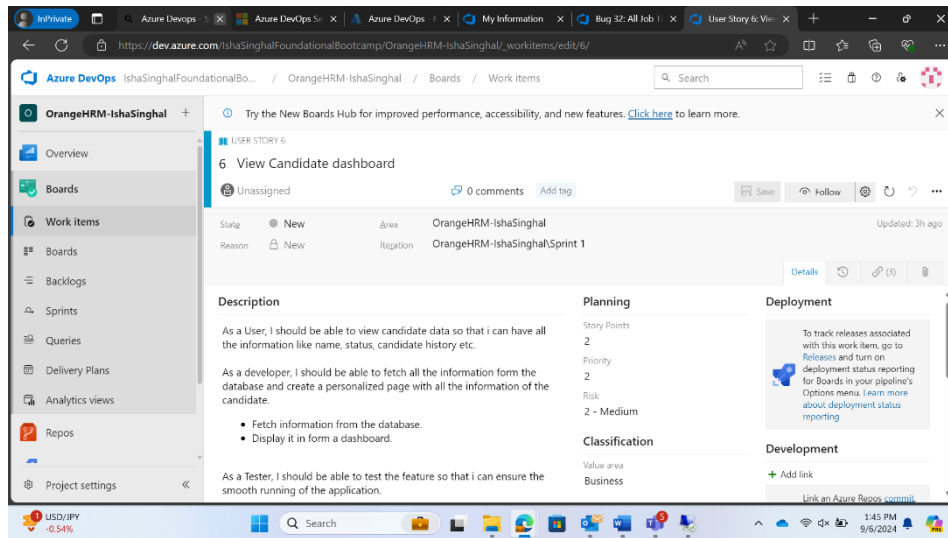 InPrivate
Azure Devops - S
Azure DevOps Se
Azure DevOps -
My Information
Bug 32: All Job Ti
User Story 6: Vie
https://dev.azure.com/IshaSinghalFoundationalBootcamp/OrangeHRM-IshaSinghal/_workitems/edit/6/
Azure DevOps IshaSinghalFoundationalBo... / OrangeHRM-IshaSinghal / Boards / Work items
Search
O OrangeHRM-IshaSinghal +
Try the New Boards Hub for improved performance, accessibility, and new features. Click here to learn more.
Overview
Boards
Work items
Boards
Backlogs
Sprints
Queries
Delivery Plans
Analytics views
Repos
Project settings
USER STORY 6
6 View Candidate dashboard
Unassigned
0 comments
Add tag
Save
Follow
State New
Area OrangeHRM-IshaSinghal
Updated: 3h ago
Reason New
Iteration OrangeHRM-IshaSinghal\Sprint 1
Details
(3)
Description
As a User, I should be able to view candidate data so that i can have all
the information like name, status, candidate history etc.
As a developer, I should be able to fetch all the information form the
database and create a personalized page with all the information of the
candidate.
• Fetch information from the database.
• Display it in form a dashboard.
As a Tester, I should be able to test the feature so that i can ensure the
smooth running of the application.
Planning
Story Points
2
Priority
2
Risk
2 - Medium
Classification
Value area
Business
Deployment
To track releases associated
with this work item, go to
Releases and turn on
deployment status reporting
for Boards in your pipeline's
Options menu. Learn more
about deployment status
reporting
Development
+ Add link
Link an Azure Repos commit,
USD/JPY
-0.54%
Search
1:45 PM
9/6/2024